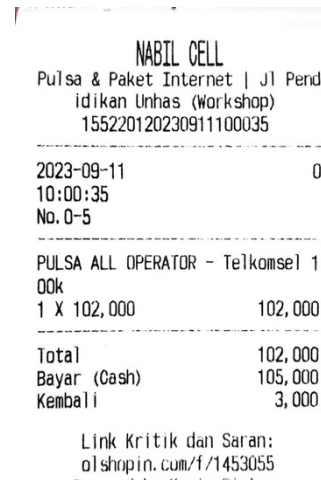 NABIL CELL
Pulsa & Paket Internet | Jl Pend
idikan Unhas (Workshop)
155220120230911100035
2023-09-11 0
10:00:35
No.0-5
PULSA ALL OPERATOR - Telkomsel 1
00k
1 X 102,000 102,000
Total 102,000
Bayar (Cash) 105,000
Kembali 3,000
Link Kritik dan Saran:
olshopin.com/f/1453055